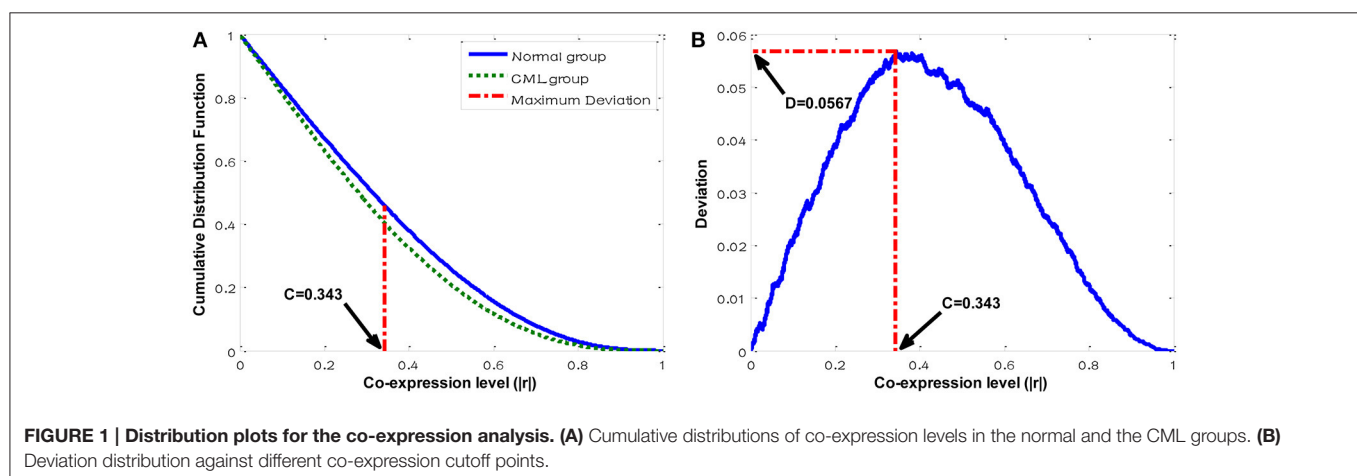 A
1
0.8
0.6
0.4
0.2
0
Cumulative Distribution Function
Normal group
CML group
Maximum Deviation
C=0.343
0 0.2 0.4 0.6 0.8 1
Co-expression level (|r|)
B
0.06
0.05
0.04
0.03
0.02
0.01
0
Deviation
D=0.0567
C=0.343
0 0.2 0.4 0.6 0.8 1
Co-expression level (|r|)
FIGURE 1 | Distribution plots for the co-expression analysis. (A) Cumulative distributions of co-expression levels in the normal and the CML groups. (B)
Deviation distribution against different co-expression cutoff points.